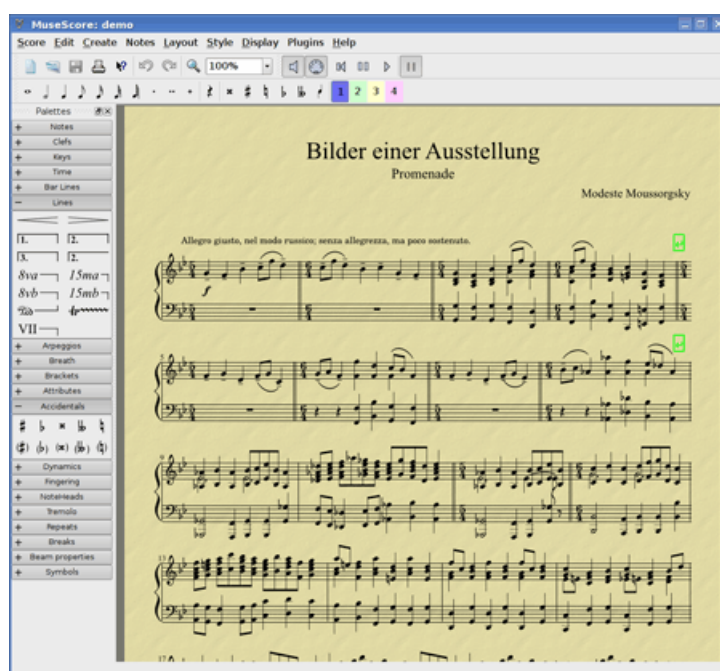 MuseScore: demo
Score Edit Create Notes Layout Style Display Plugins Help
100%
1 2 3 4
Palettes
+ Notes
+ Clefs
+ Keys
+ Time
+ Bar Lines
− Lines
1. 2.
3. 2.
8va 15ma
8vb 15mb
VII
+ Arpeggios
+ Breath
+ Brackets
+ Attributes
− Accidentals
+ Dynamics
+ Fingering
+ NoteHeads
+ Tremolo
+ Repeats
+ Breaks
+ Beam properties
+ Symbols
Bilder einer Ausstellung
Promenade
Modeste Moussorgsky
Allegro giusto, nel modo russico; senza allegrezza, ma poco sostenuto.
f
5
9
13
17